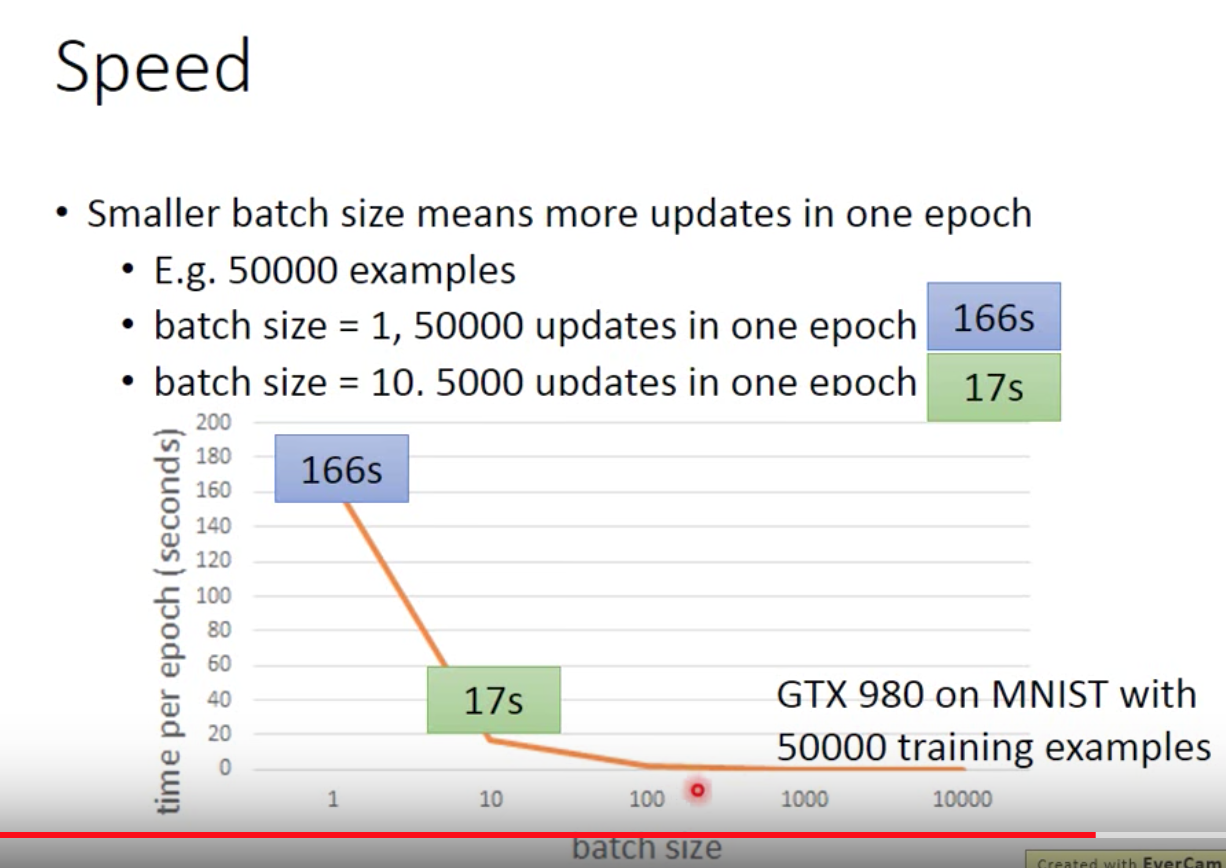 Speed
• Smaller batch size means more updates in one epoch
• E.g. 50000 examples
• batch size = 1, 50000 updates in one epoch
166s
• batch size = 10, 5000 updates in one epoch
17s
time per epoch (seconds)
200
180
160
140
120
100
80
60
40
20
0
166s
17s
GTX 980 on MNIST with
50000 training examples
1 10 100 1000 10000
batch size
Created with EverCam